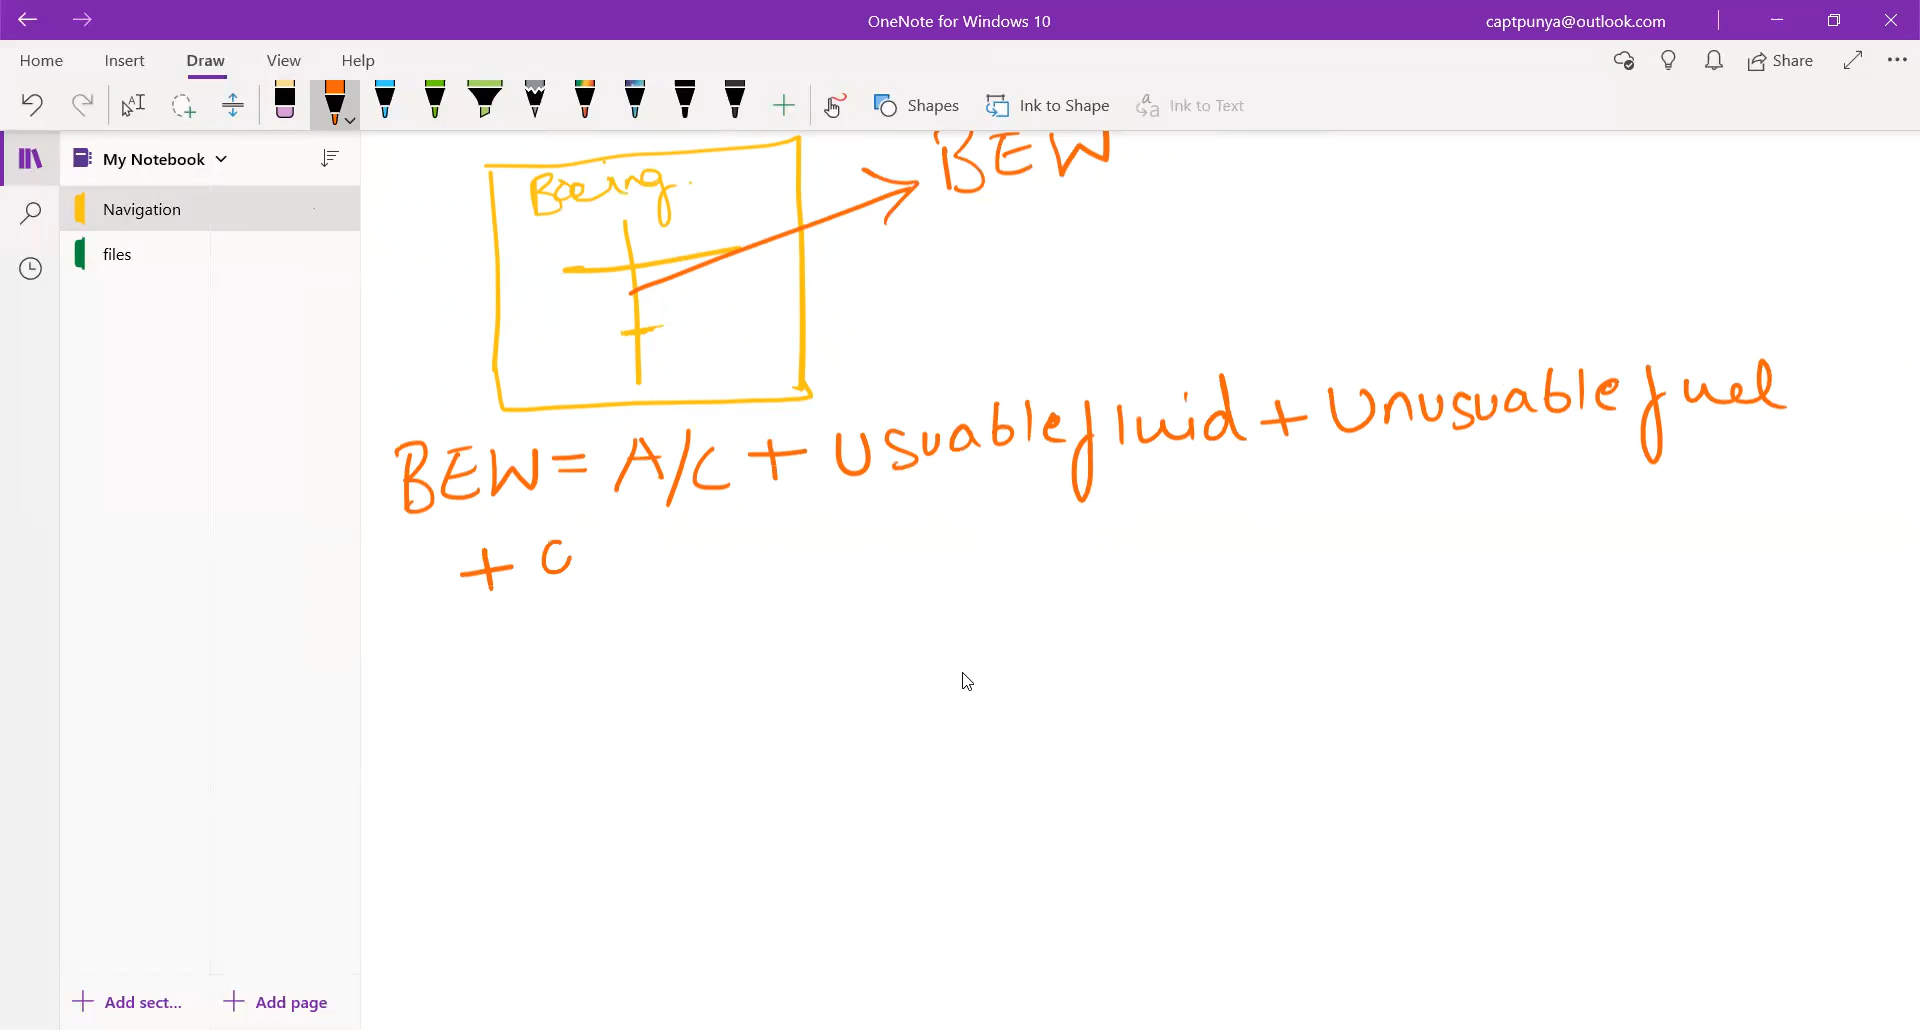 OneNote for Windows 10
captpunya@outlook.com
Home Insert Draw View Help
Share
Shapes
Ink to Shape
Ink to Text
My Notebook
Navigation
files
Boeing.
BEW
BEW = A/C + Usuable fluid + Unusuable fuel
+ C
Add sect...
Add page